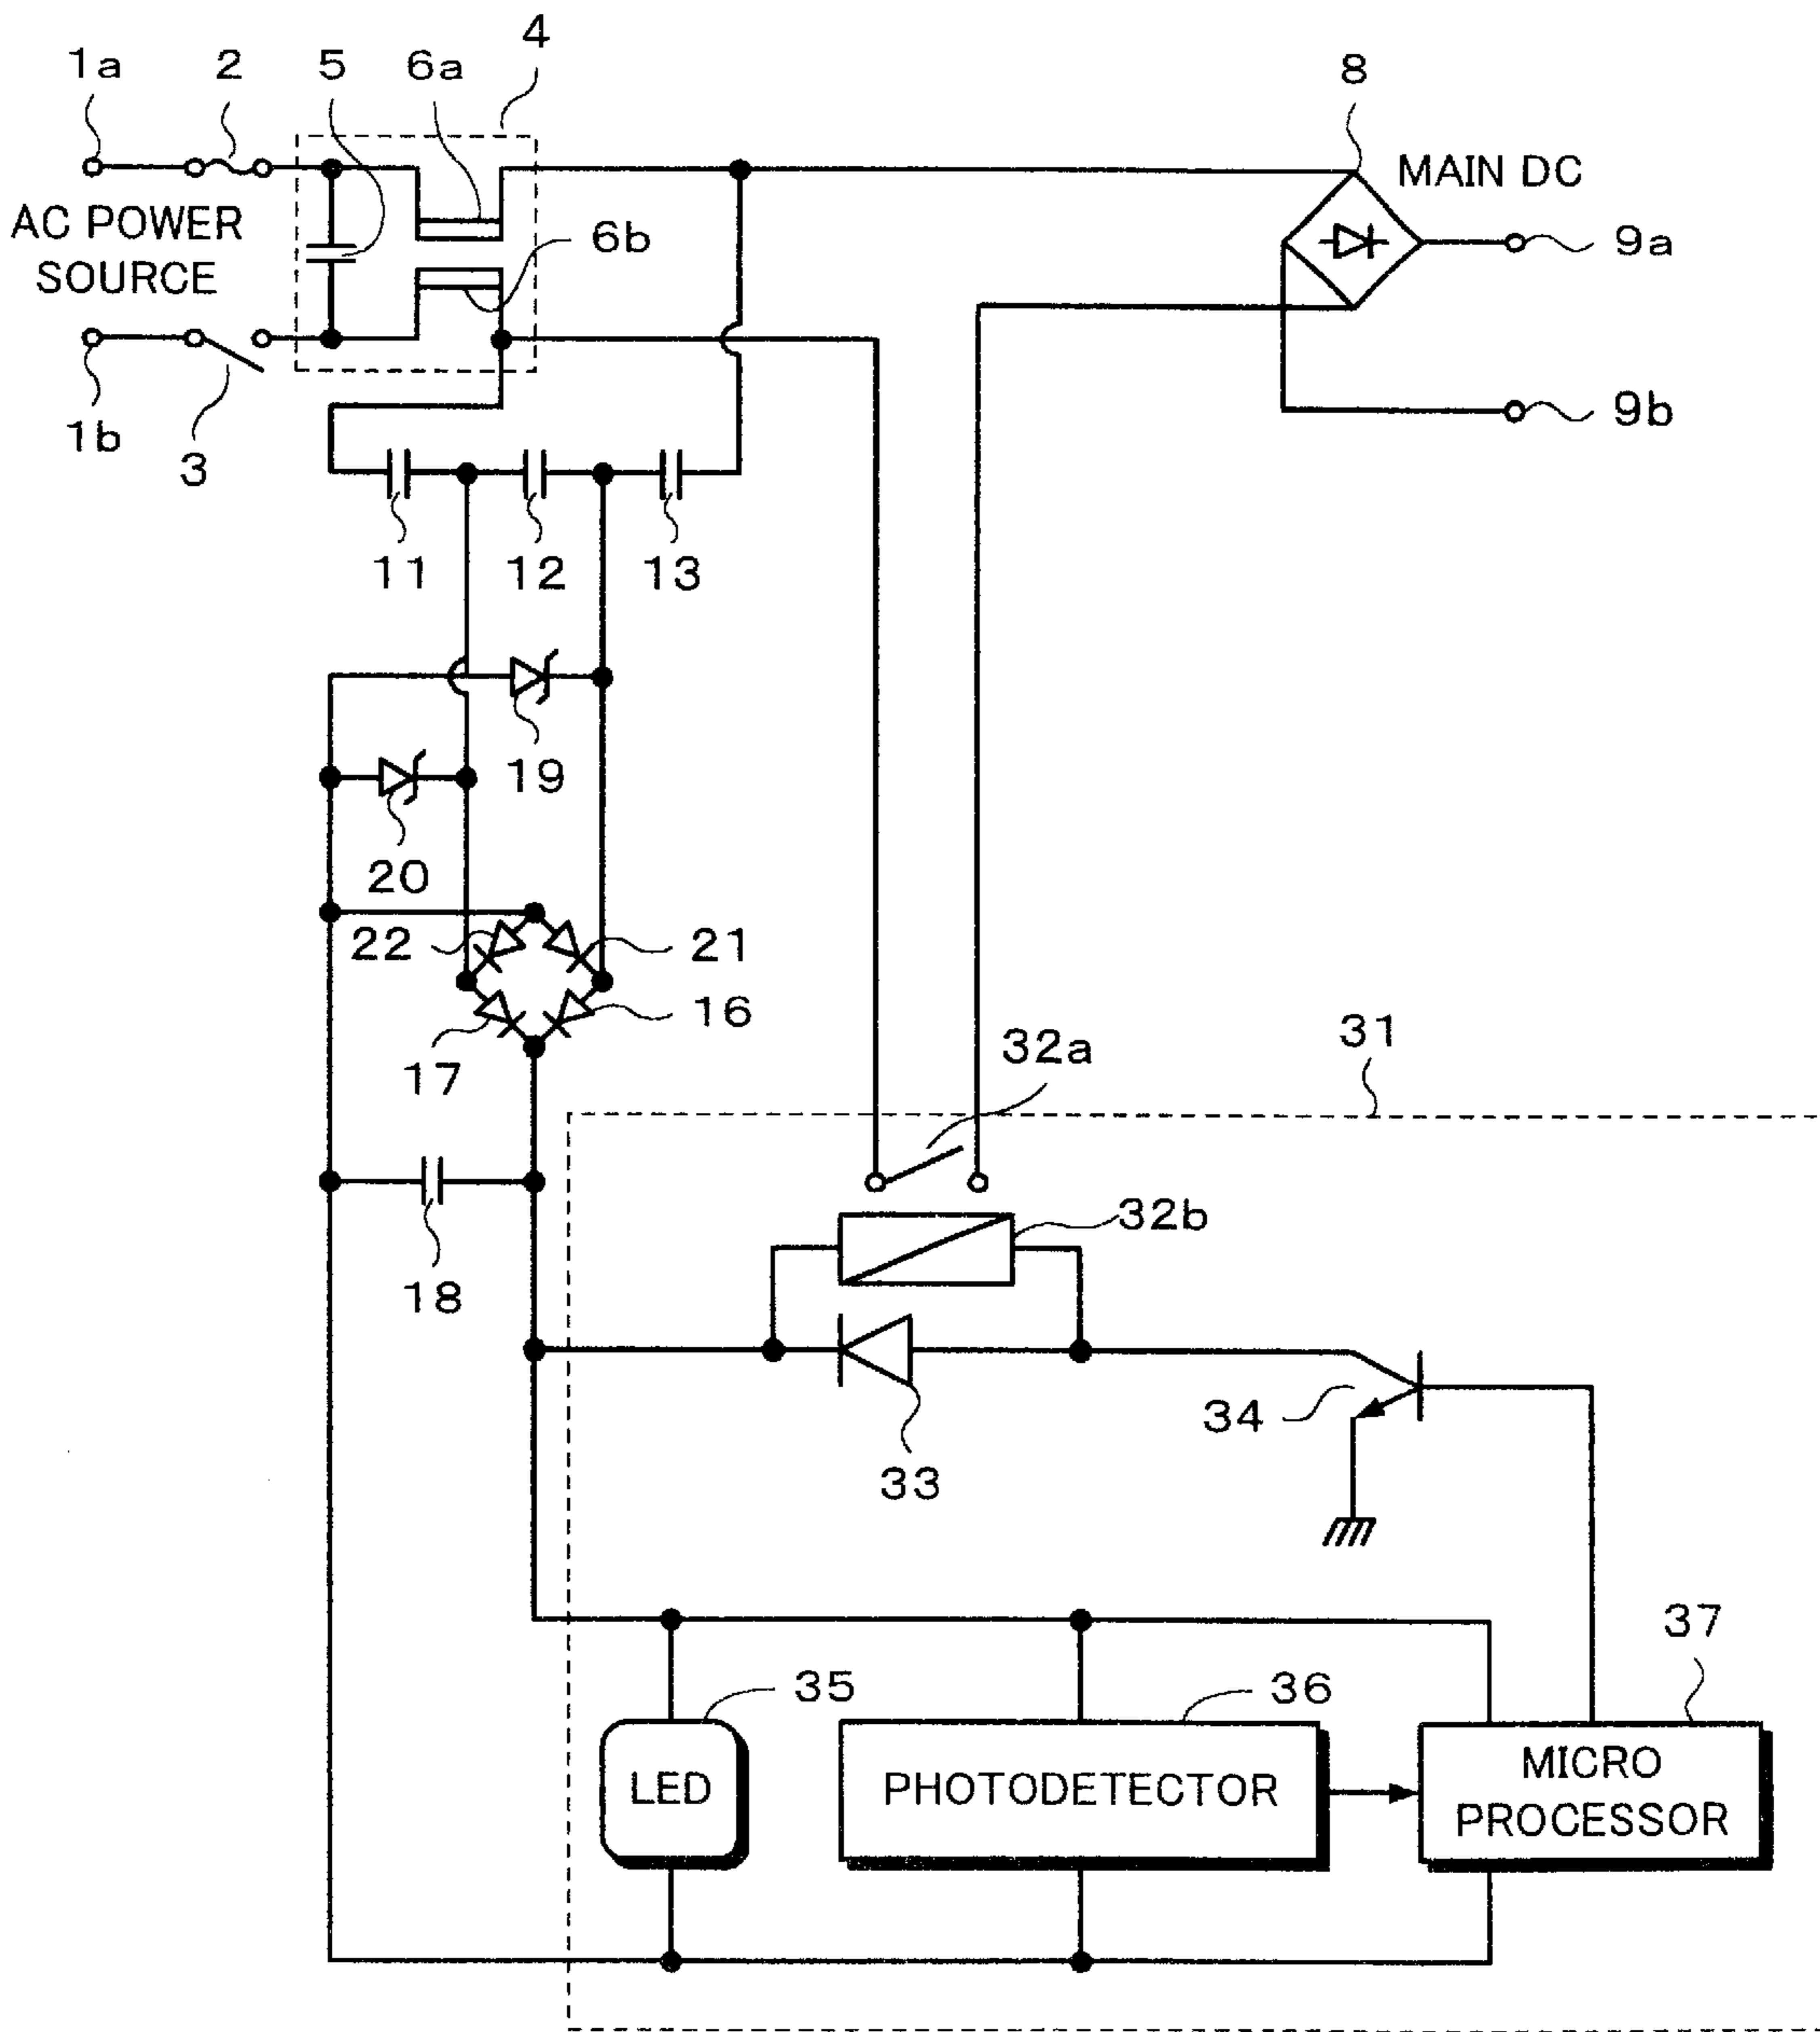 4
1a 2 5 6a 8
MAIN DC
AC POWER
SOURCE
6b 9a
1b 3 9b
11 12 13
19
20
22 21
16
17 32a 31
32b
18
34
33
37
35 36
LED PHOTODETECTOR MICRO
PROCESSOR